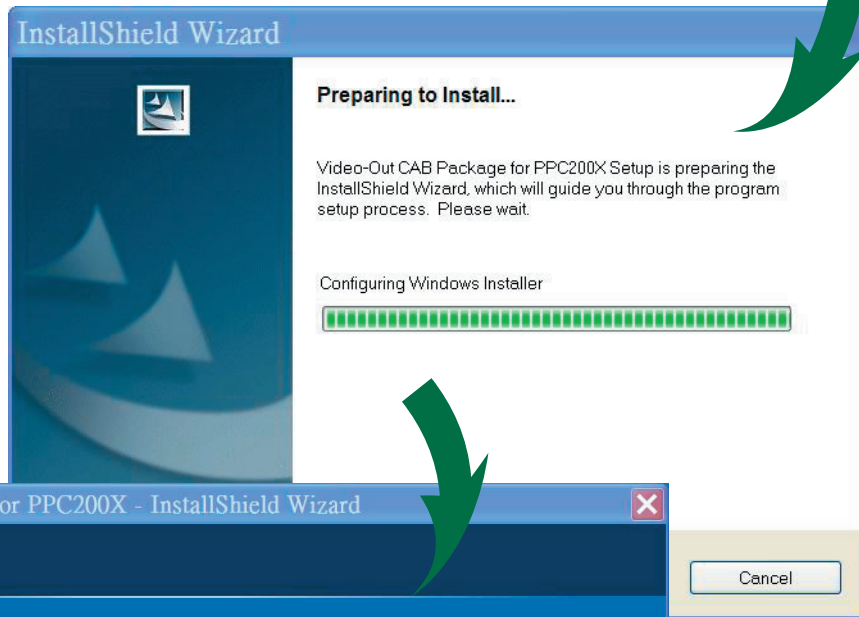 InstallShield Wizard
Preparing to Install...
Video-Out CAB Package for PPC200X Setup is preparing the
InstallShield Wizard, which will guide you through the program
setup process. Please wait.
Configuring Windows Installer
or PPC200X - InstallShield Wizard
Cancel